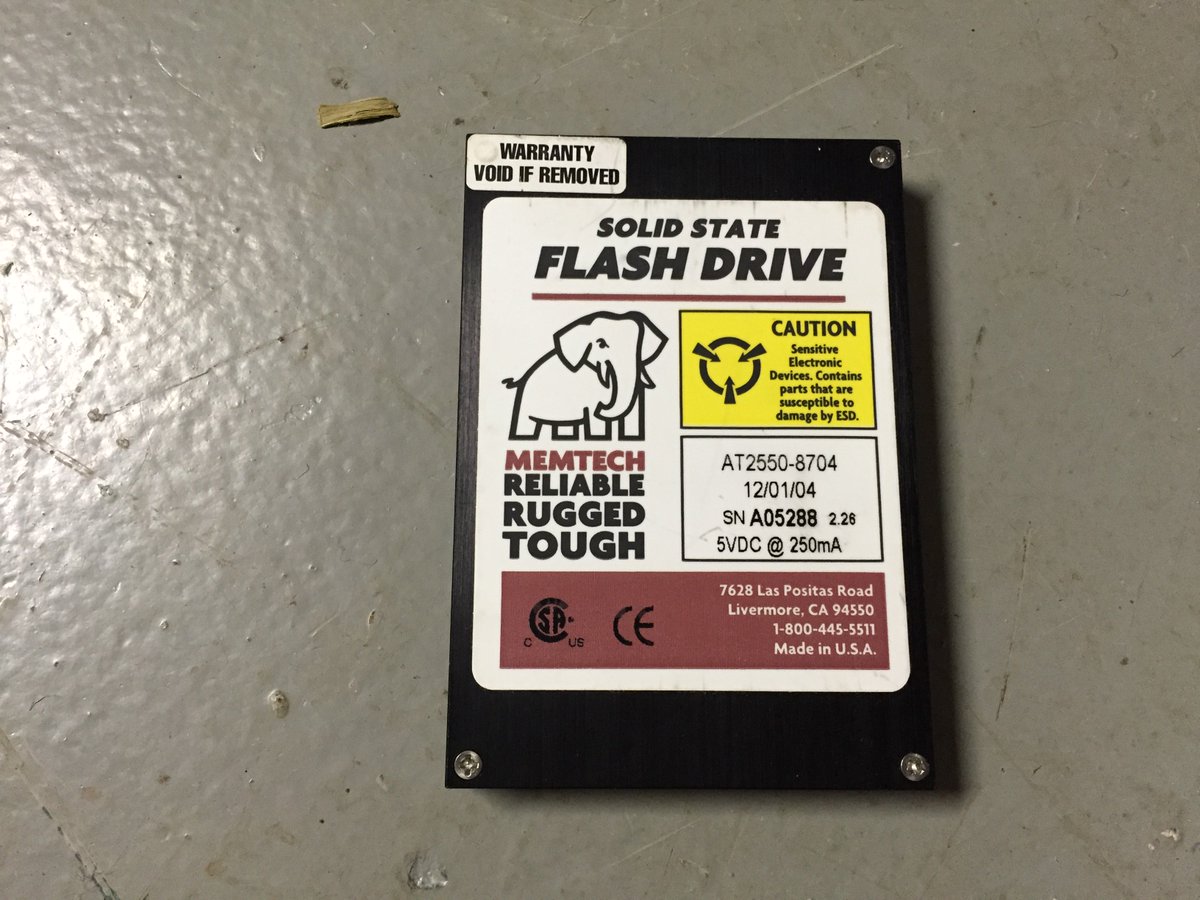 WARRANTY
VOID IF REMOVED
SOLID STATE
FLASH DRIVE
MEMTECH
RELIABLE
RUGGED
TOUGH
CAUTION
Sensitive
Electronic
Devices. Contains
parts that are
susceptible to
damage by ESD.
AT2550-8704
12/01/04
SN A05288 2.26
5VDC @ 250mA
CSA
C US
CE
7628 Las Positas Road
Livermore, CA 94550
1-800-445-5511
Made in U.S.A.